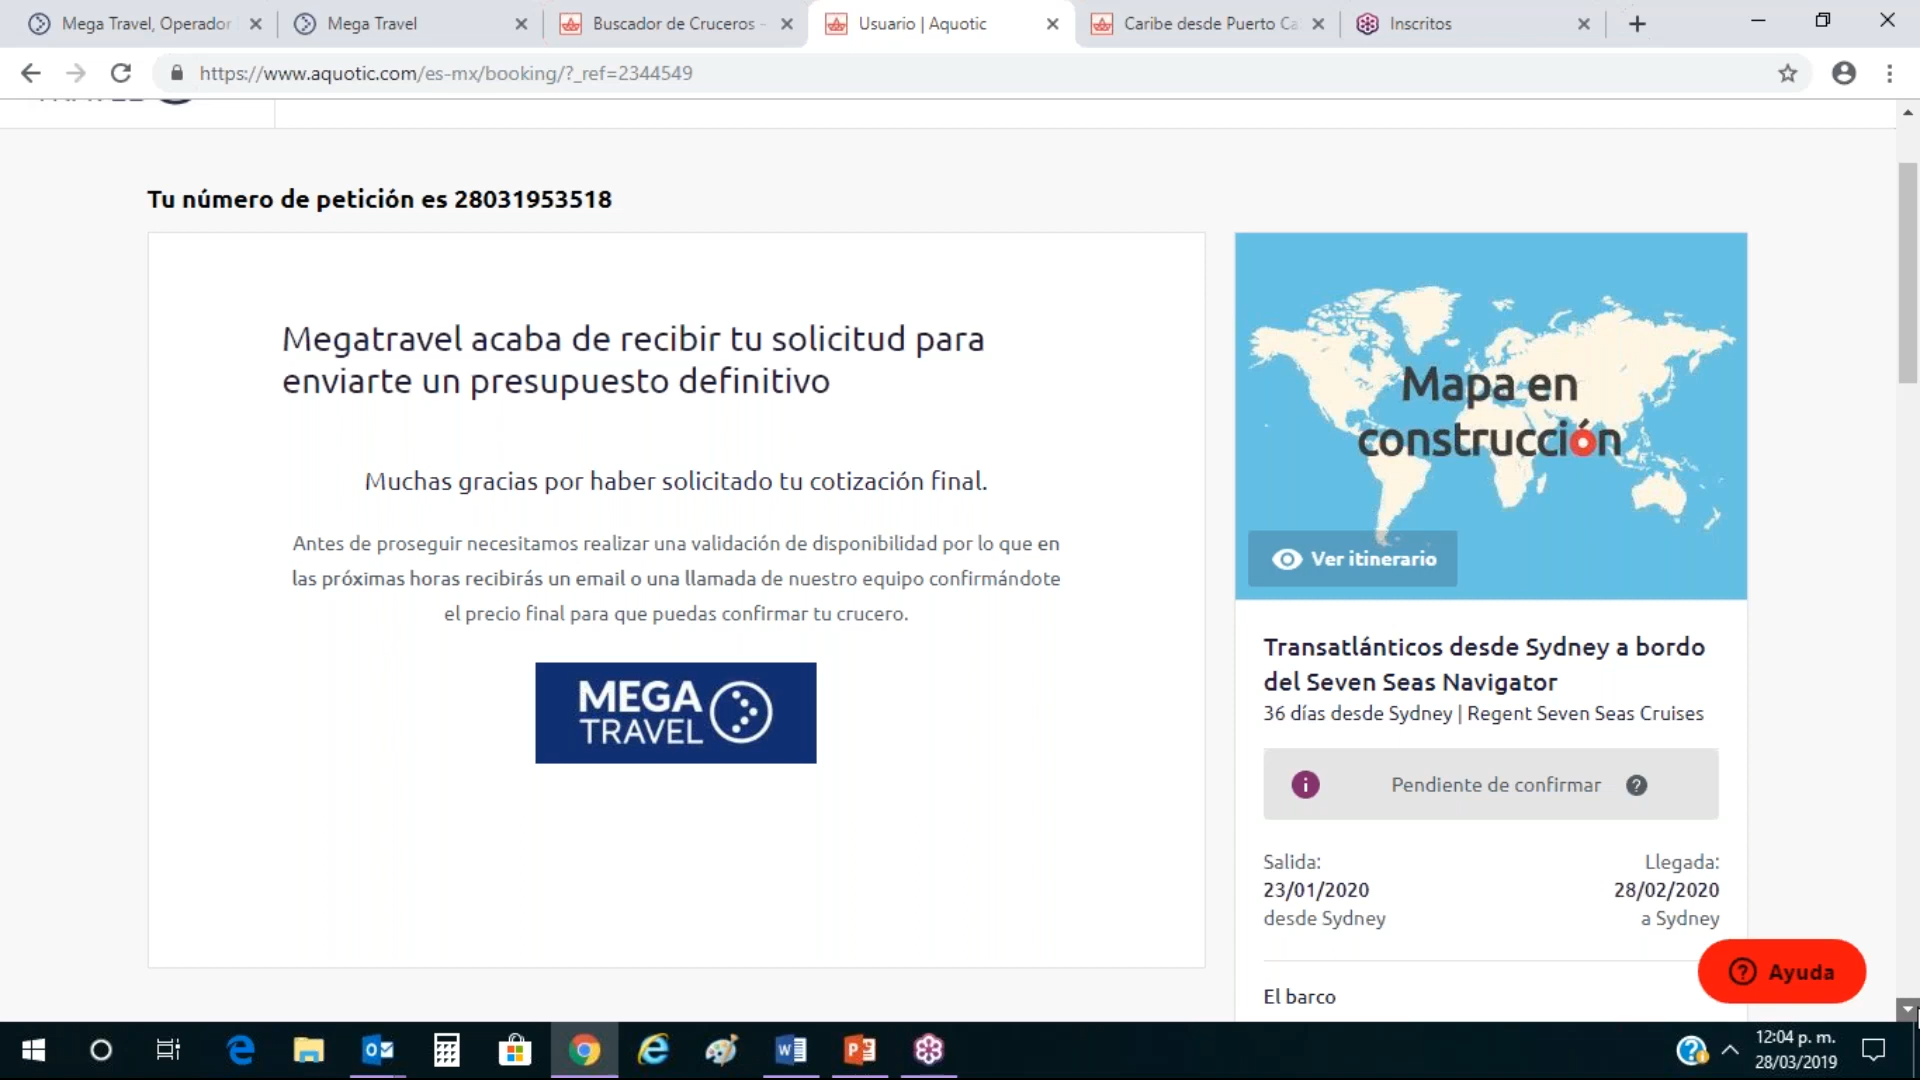 Mega Travel, Operador
Mega Travel
Buscador de Cruceros -
Usuario | Aquotic
Caribe desde Puerto Ca
Inscritos
https://www.aquotic.com/es-mx/booking/?_ref=2344549
Tu número de petición es 28031953518
Megatravel acaba de recibir tu solicitud para
enviarte un presupuesto definitivo
Muchas gracias por haber solicitado tu cotización final.
Antes de proseguir necesitamos realizar una validación de disponibilidad por lo que en
las próximas horas recibirás un email o una llamada de nuestro equipo confirmándote
el precio final para que puedas confirmar tu crucero.
MEGA
TRAVEL
Mapa en
construcción
Ver itinerario
Transatlánticos desde Sydney a bordo
del Seven Seas Navigator
36 días desde Sydney | Regent Seven Seas Cruises
Pendiente de confirmar
Salida:
Llegada:
23/01/2020
28/02/2020
desde Sydney
a Sydney
Ayuda
El barco
12:04 p. m.
28/03/2019